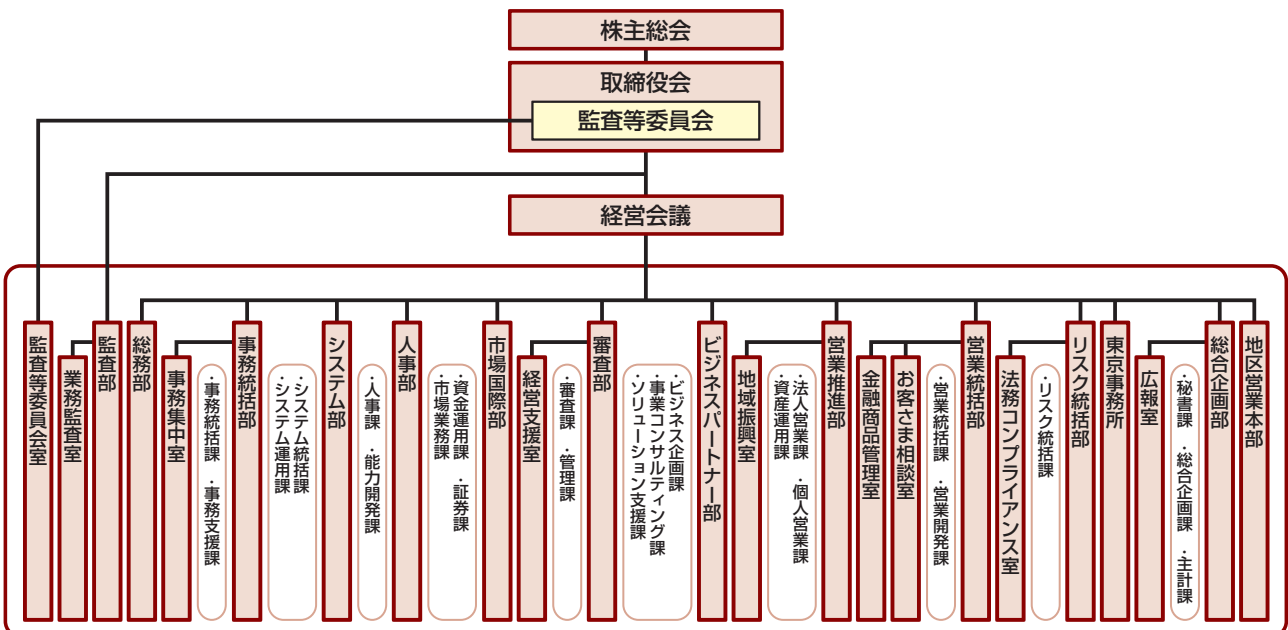 株主総会
取締役会
監査等委員会
経営会議
地区営業本部
総合企画部
・秘書課 ・総合企画課 ・主計課
広報室
東京事務所
リスク統括部
・リスク統括課
法務コンプライアンス室
営業統括部
・営業統括課 ・営業開発課
お客さま相談室
金融商品管理室
営業推進部
・法人営業課 ・個人営業課
・資産運用課
地域振興室
ビジネスパートナー部
・ビジネス企画課
・事業コンサルティング課
・ソリューション支援課
審査部
・審査課 ・管理課
経営支援室
市場国際部
・資金運用課 ・証券課
・市場業務課
人事部
・人事課 ・能力開発課
システム部
・システム統括課
・システム運用課
事務統括部
・事務統括課 ・事務支援課
事務集中室
総務部
監査部
業務監査室
監査等委員会室